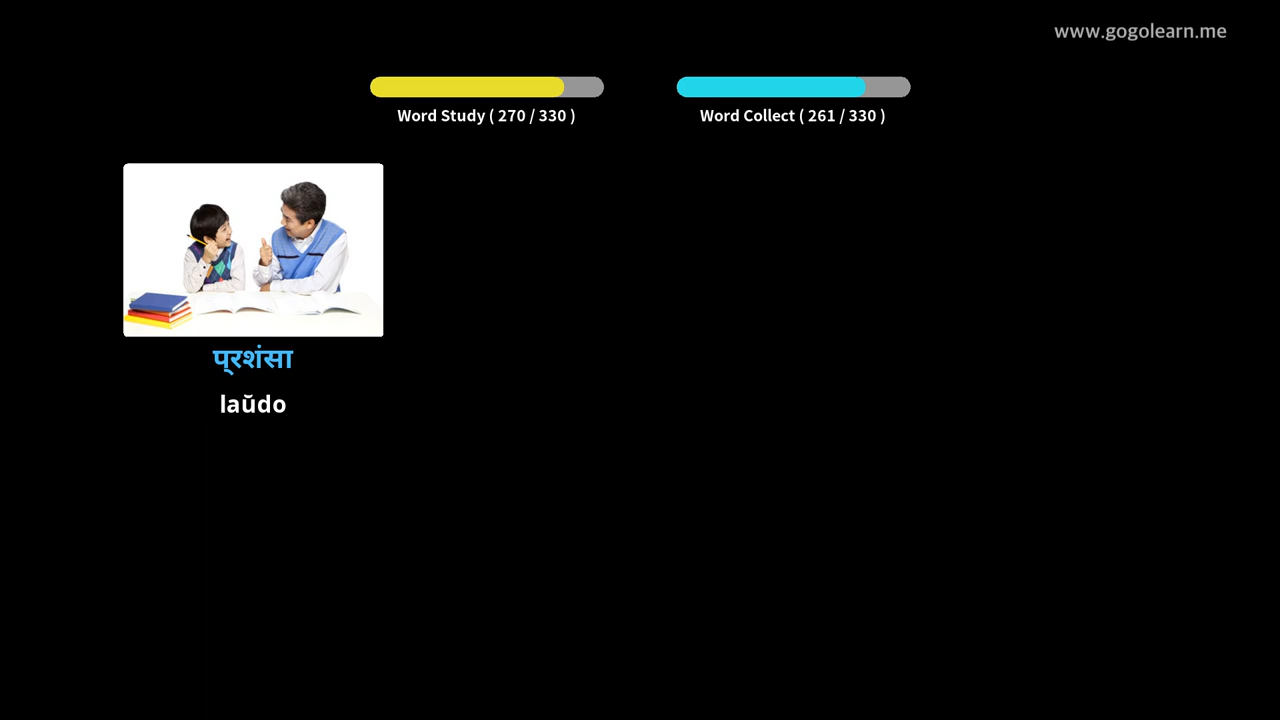 www.gogolearn.me
Word Study ( 270 / 330 )
Word Collect ( 261 / 330 )
प्रशंसा
laŭdo